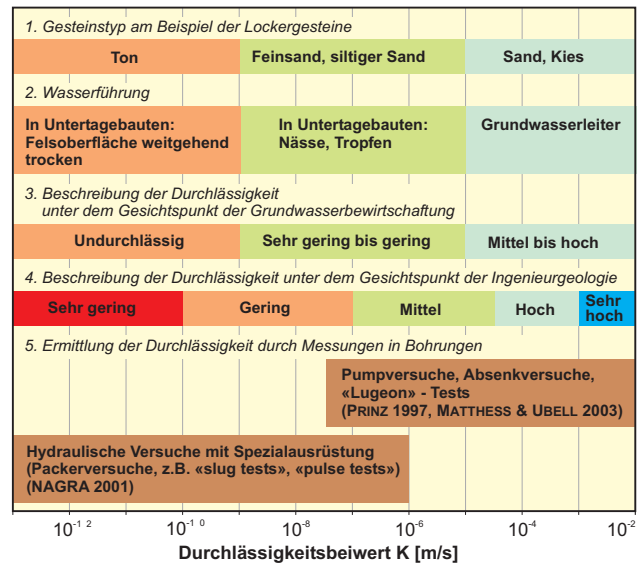 1. Gesteinstyp am Beispiel der Lockergesteine
Ton
Feinsand, siltiger Sand
Sand, Kies
2. Wasserführung
In Untertagebauten:
Felsoberfläche weitgehend
trocken
In Untertagebauten:
Nässe, Tropfen
Grundwasserleiter
3. Beschreibung der Durchlässigkeit
unter dem Gesichtspunkt der Grundwasserbewirtschaftung
Undurchlässig
Sehr gering bis gering
Mittel bis hoch
4. Beschreibung der Durchlässigkeit unter dem Gesichtspunkt der Ingenieurgeologie
Sehr gering
Gering
Mittel
Hoch
Sehr
hoch
5. Ermittlung der Durchlässigkeit durch Messungen in Bohrungen
Pumpversuche, Absenkversuche,
«Lugeon» - Tests
(PRINZ 1997, MATTHESS & UBELL 2003)
Hydraulische Versuche mit Spezialausrüstung
(Packerversuche, z.B. «slug tests», «pulse tests»)
(NAGRA 2001)
10⁻¹² 10⁻¹⁰ 10⁻⁸ 10⁻⁶ 10⁻⁴ 10⁻²
Durchlässigkeitsbeiwert K [m/s]